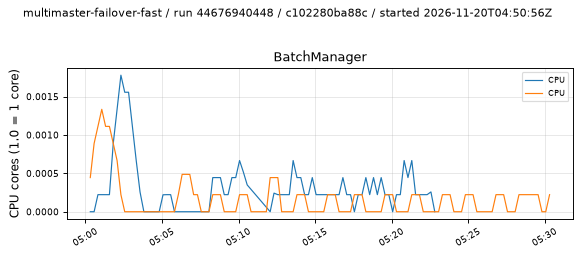 multimaster-failover-fast / run 44676940448 / c102280ba88c / started 2026-11-20T04:50:56Z
BatchManager
CPU cores (1.0 = 1 core)
0.0015
0.0010
0.0005
0.0000
CPU
CPU
05:00
05:05
05:10
05:15
05:20
05:25
05:30